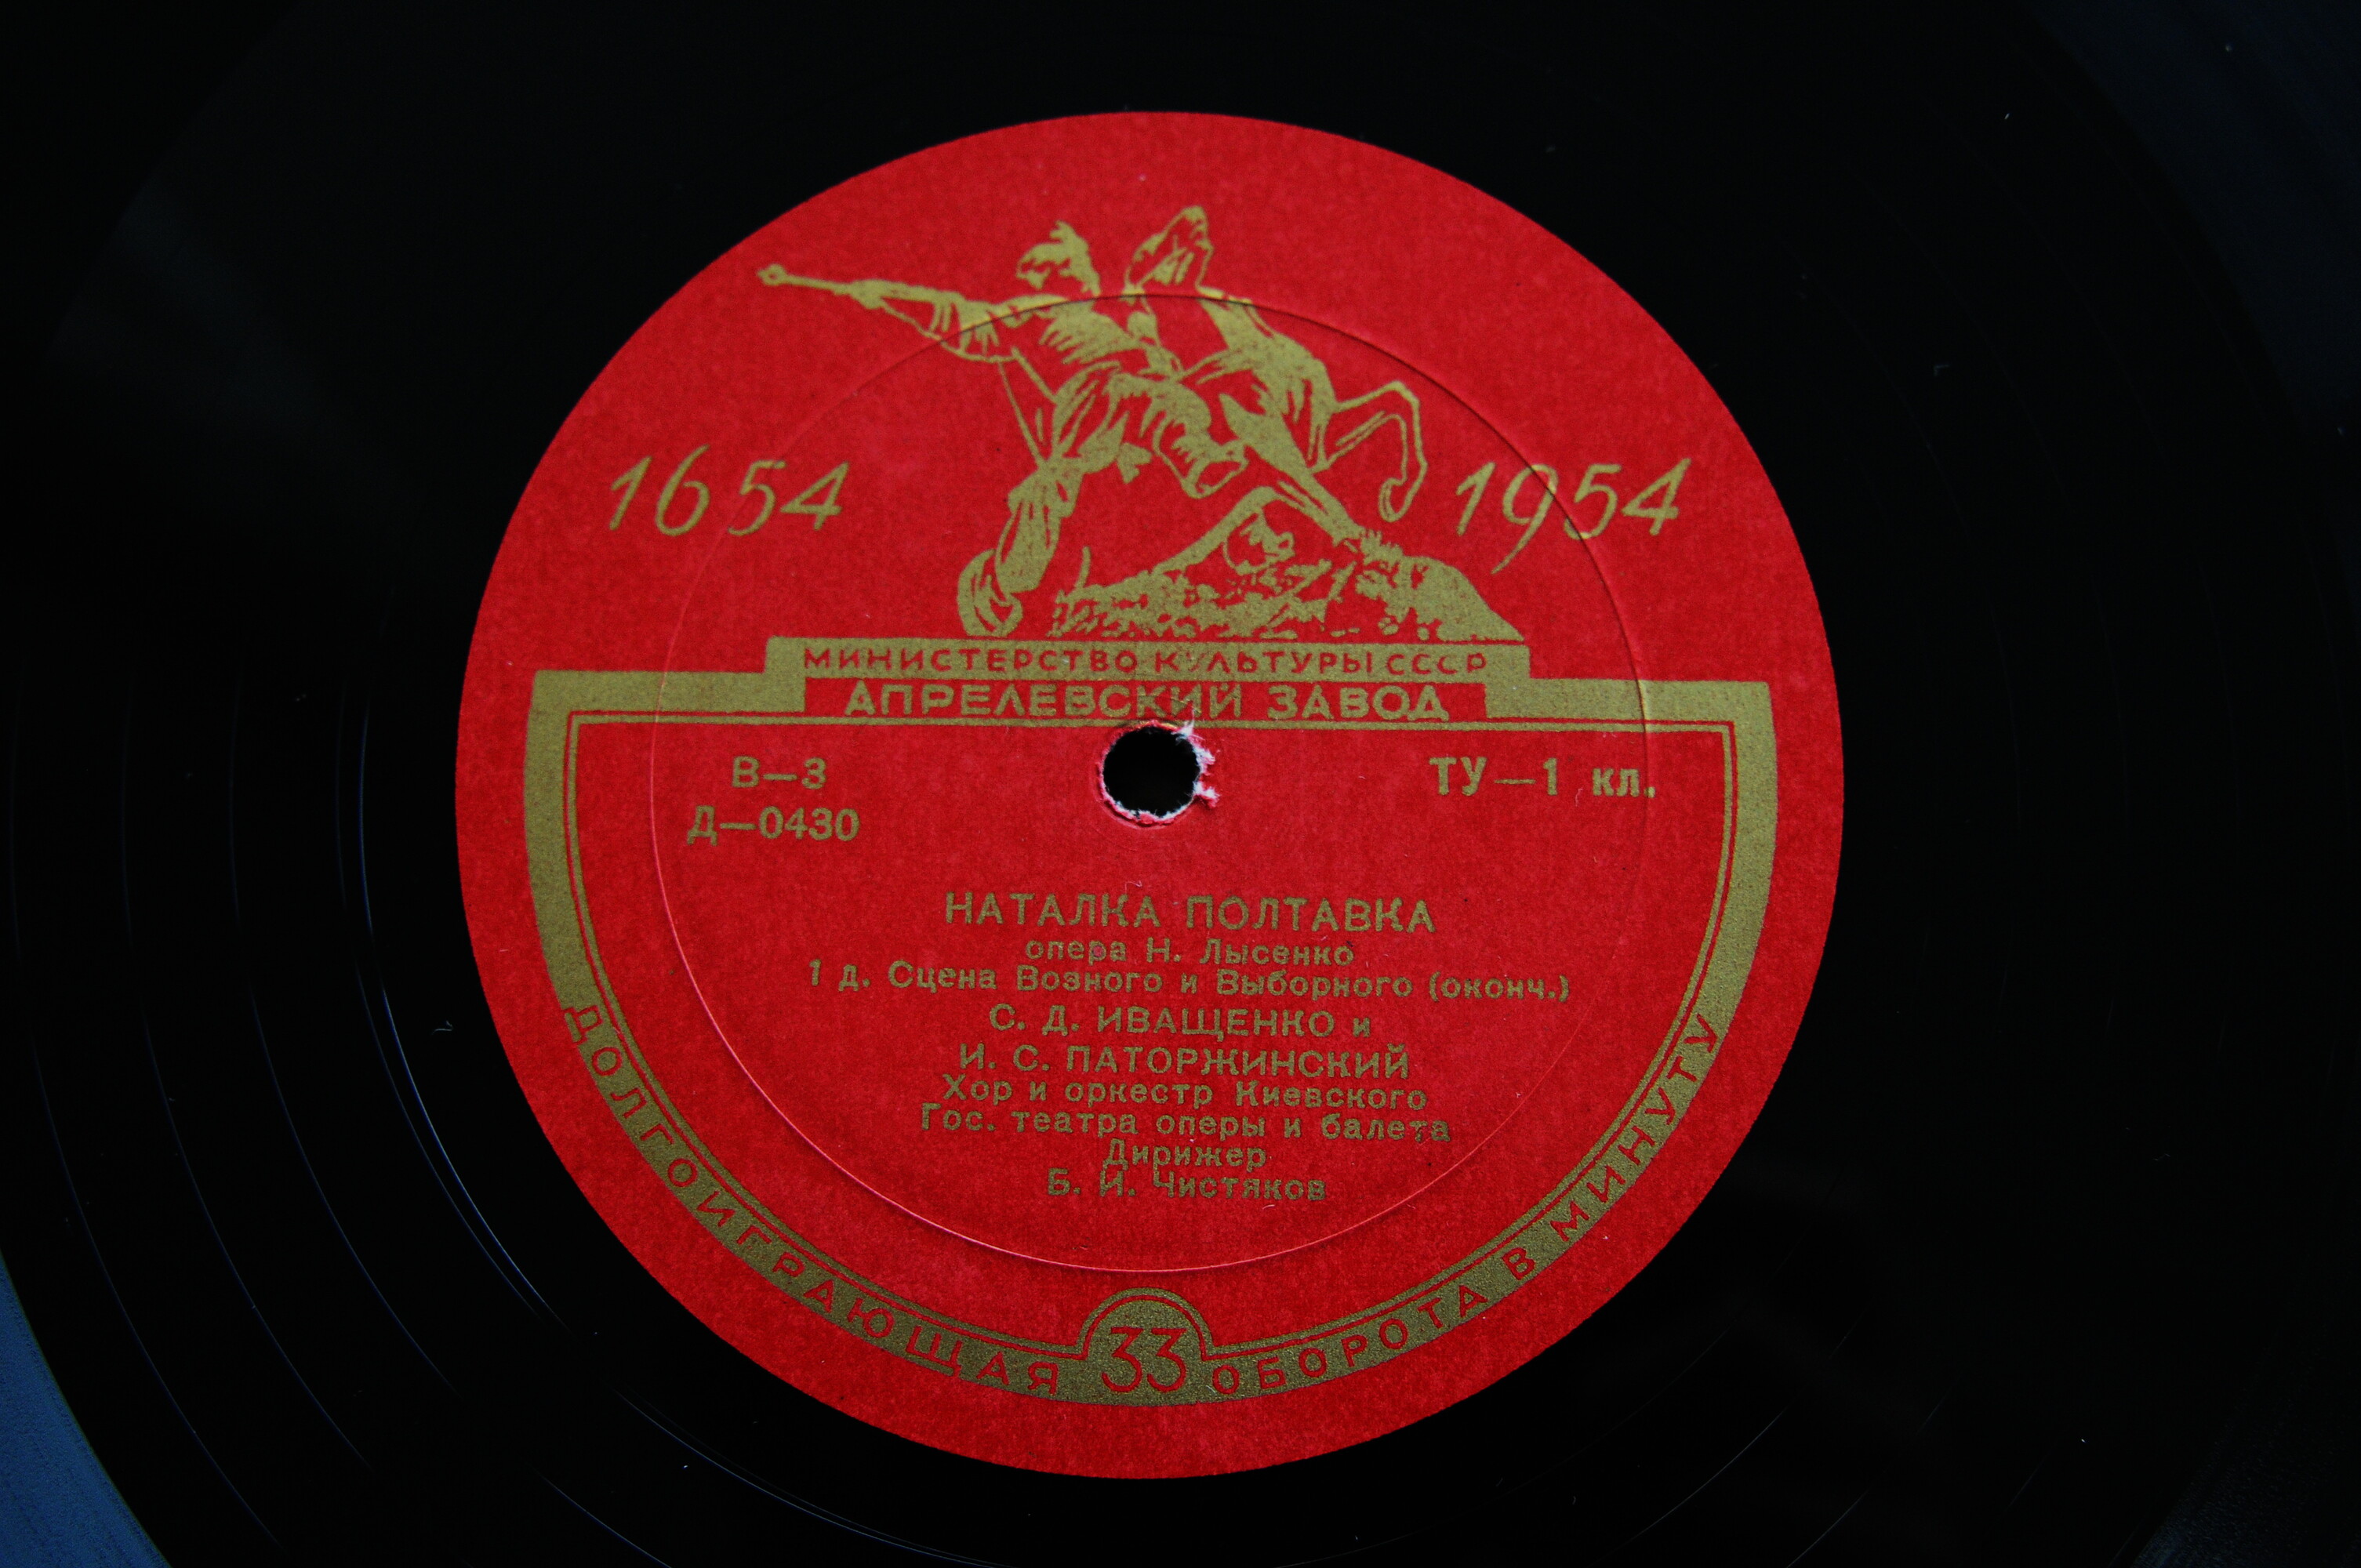 1654 1954
МИНИСТЕРСТВО КУЛЬТУРЫ СССР
АПРЕЛЕВСКИЙ ЗАВОД
В—3
Д—0430
ТУ—1 кл.
НАТАЛКА ПОЛТАВКА
опера Н. Лысенко
1 д. Сцена Возного и Выборного (оконч.)
С. Д. ИВАЩЕНКО и
И. С. ПАТОРЖИНСКИЙ
Хор и оркестр Киевского
Гос. театра оперы и балета
Дирижер
Б. И. Чистяков
ДОЛГОИГРАЮЩАЯ 33 ОБОРОТА В МИНУТУ